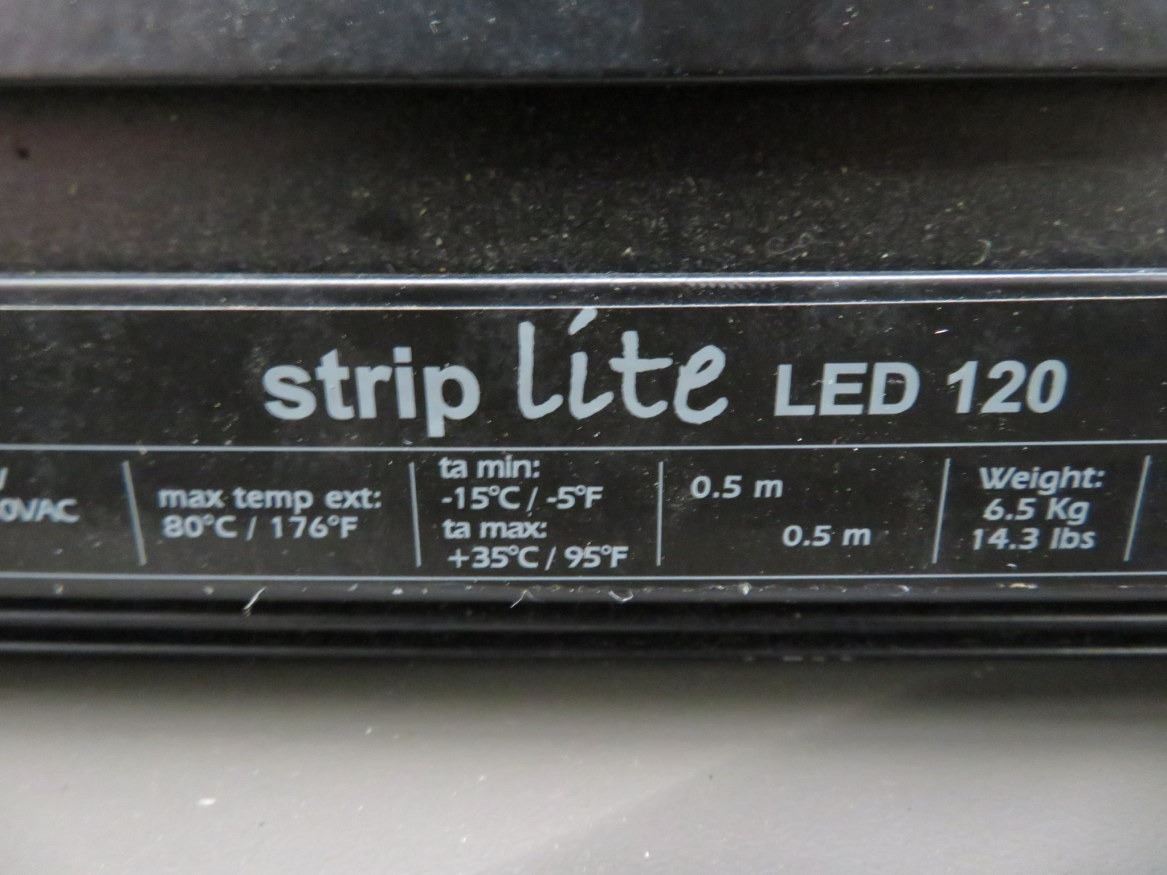 strip lite LED 120
0VAC
max temp ext:
80°C / 176°F
ta min:
-15°C / -5°F
ta max:
+35°C / 95°F
0.5 m
0.5 m
Weight:
6.5 Kg
14.3 lbs